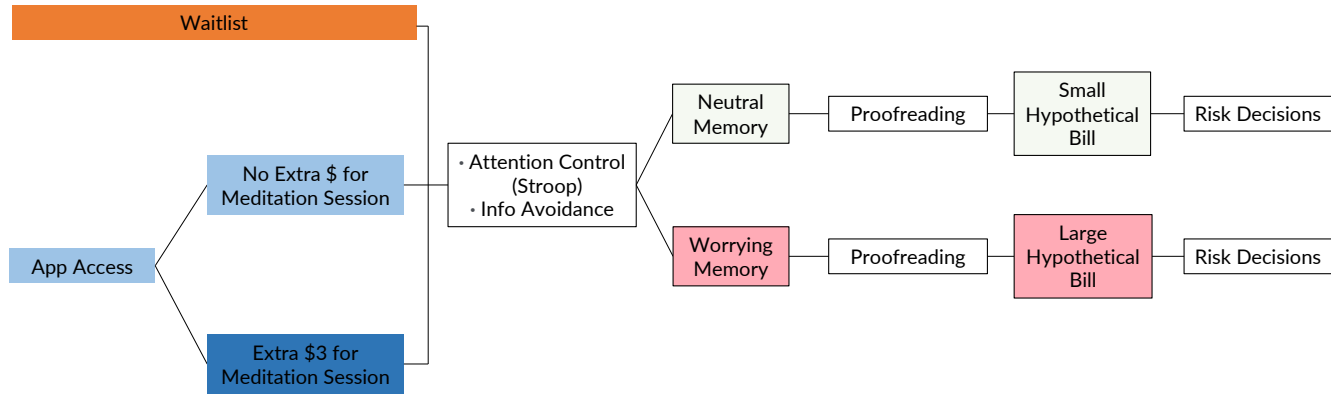 Waitlist
App Access
No Extra $ for
Meditation Session
Extra $3 for
Meditation Session
• Attention Control
(Stroop)
• Info Avoidance
Neutral
Memory
Proofreading
Small
Hypothetical
Bill
Risk Decisions
Worrying
Memory
Proofreading
Large
Hypothetical
Bill
Risk Decisions